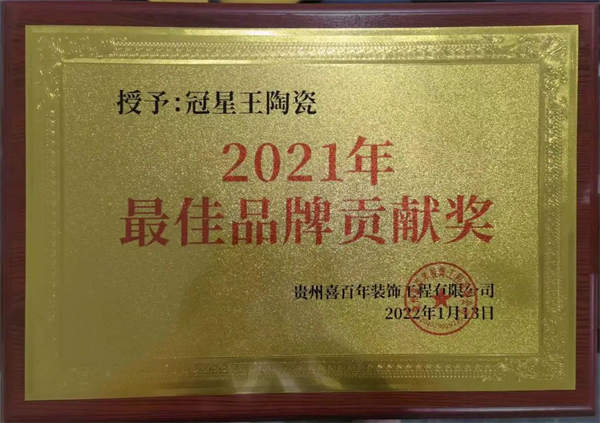 授予:冠星王陶瓷
2021年
最佳品牌贡献奖
贵州喜百年装饰工程有限公司
2022年1月13日